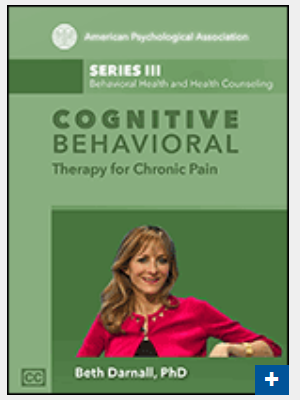 American Psychological Association
SERIES III
Behavioral Health and Health Counseling
COGNITIVE
BEHAVIORAL
Therapy for Chronic Pain
Beth Darnall, PhD
CC